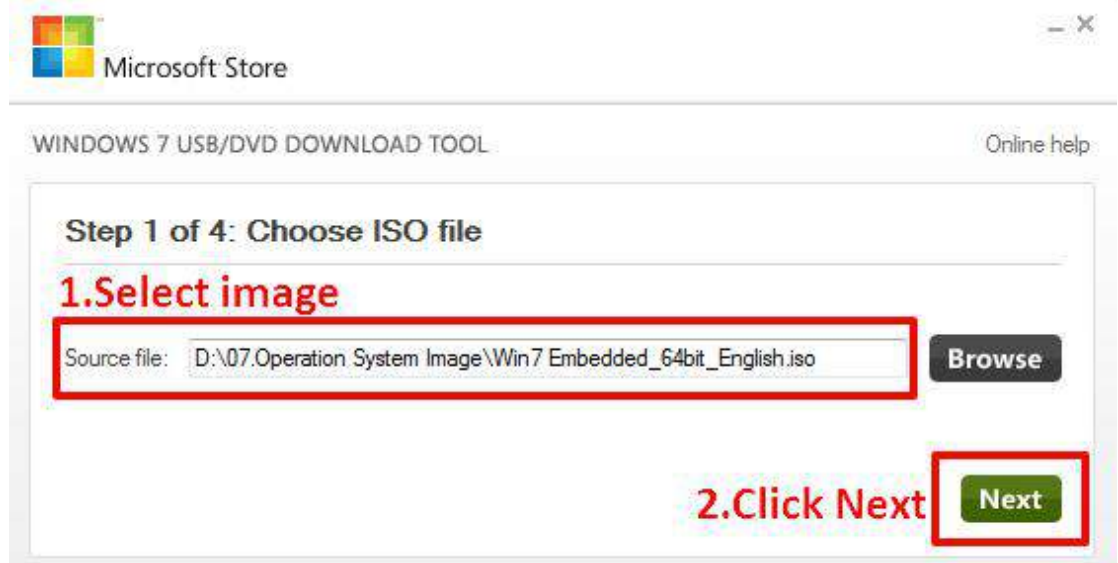 Microsoft Store
WINDOWS 7 USB/DVD DOWNLOAD TOOL
Online help
Step 1 of 4: Choose ISO file
1.Select image
Source file: D:\07.Operation System Image\Win7 Embedded_64bit_English.iso
Browse
2.Click Next
Next